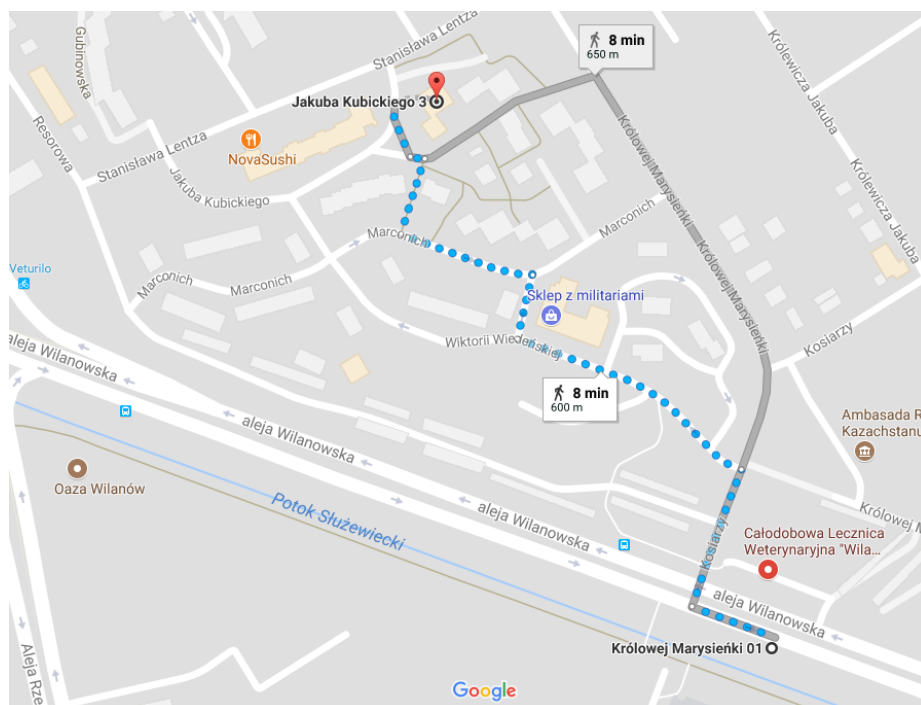 Gubinowska
Stanisława Lentza
8 min
650 m
Królewicza Jakuba
Jakuba Kubickiego 3
Resorowa
NovaSushi
Stanisława Lentza
Królowej Marysieńki
Jakuba Kubickiego
Królewicza Jakuba
Marconich
Marconich
Veturilo
Marconich
Marconich
Sklep z militariami
Królowej Marysieńki
Wiktorii Wiedeńskiej
Kosiarzy
aleja Wilanowska
8 min
600 m
aleja Wilanowska
Ambasada R
Kazachstanu
Oaza Wilanów
Potok Służewiecki
aleja Wilanowska
Kosiarzy
Królowej M
Całodobowa Lecznica
Weterynaryjna "Wila...
aleja Wilanowska
Królowej Marysieńki 01
Aleja Rze
Google